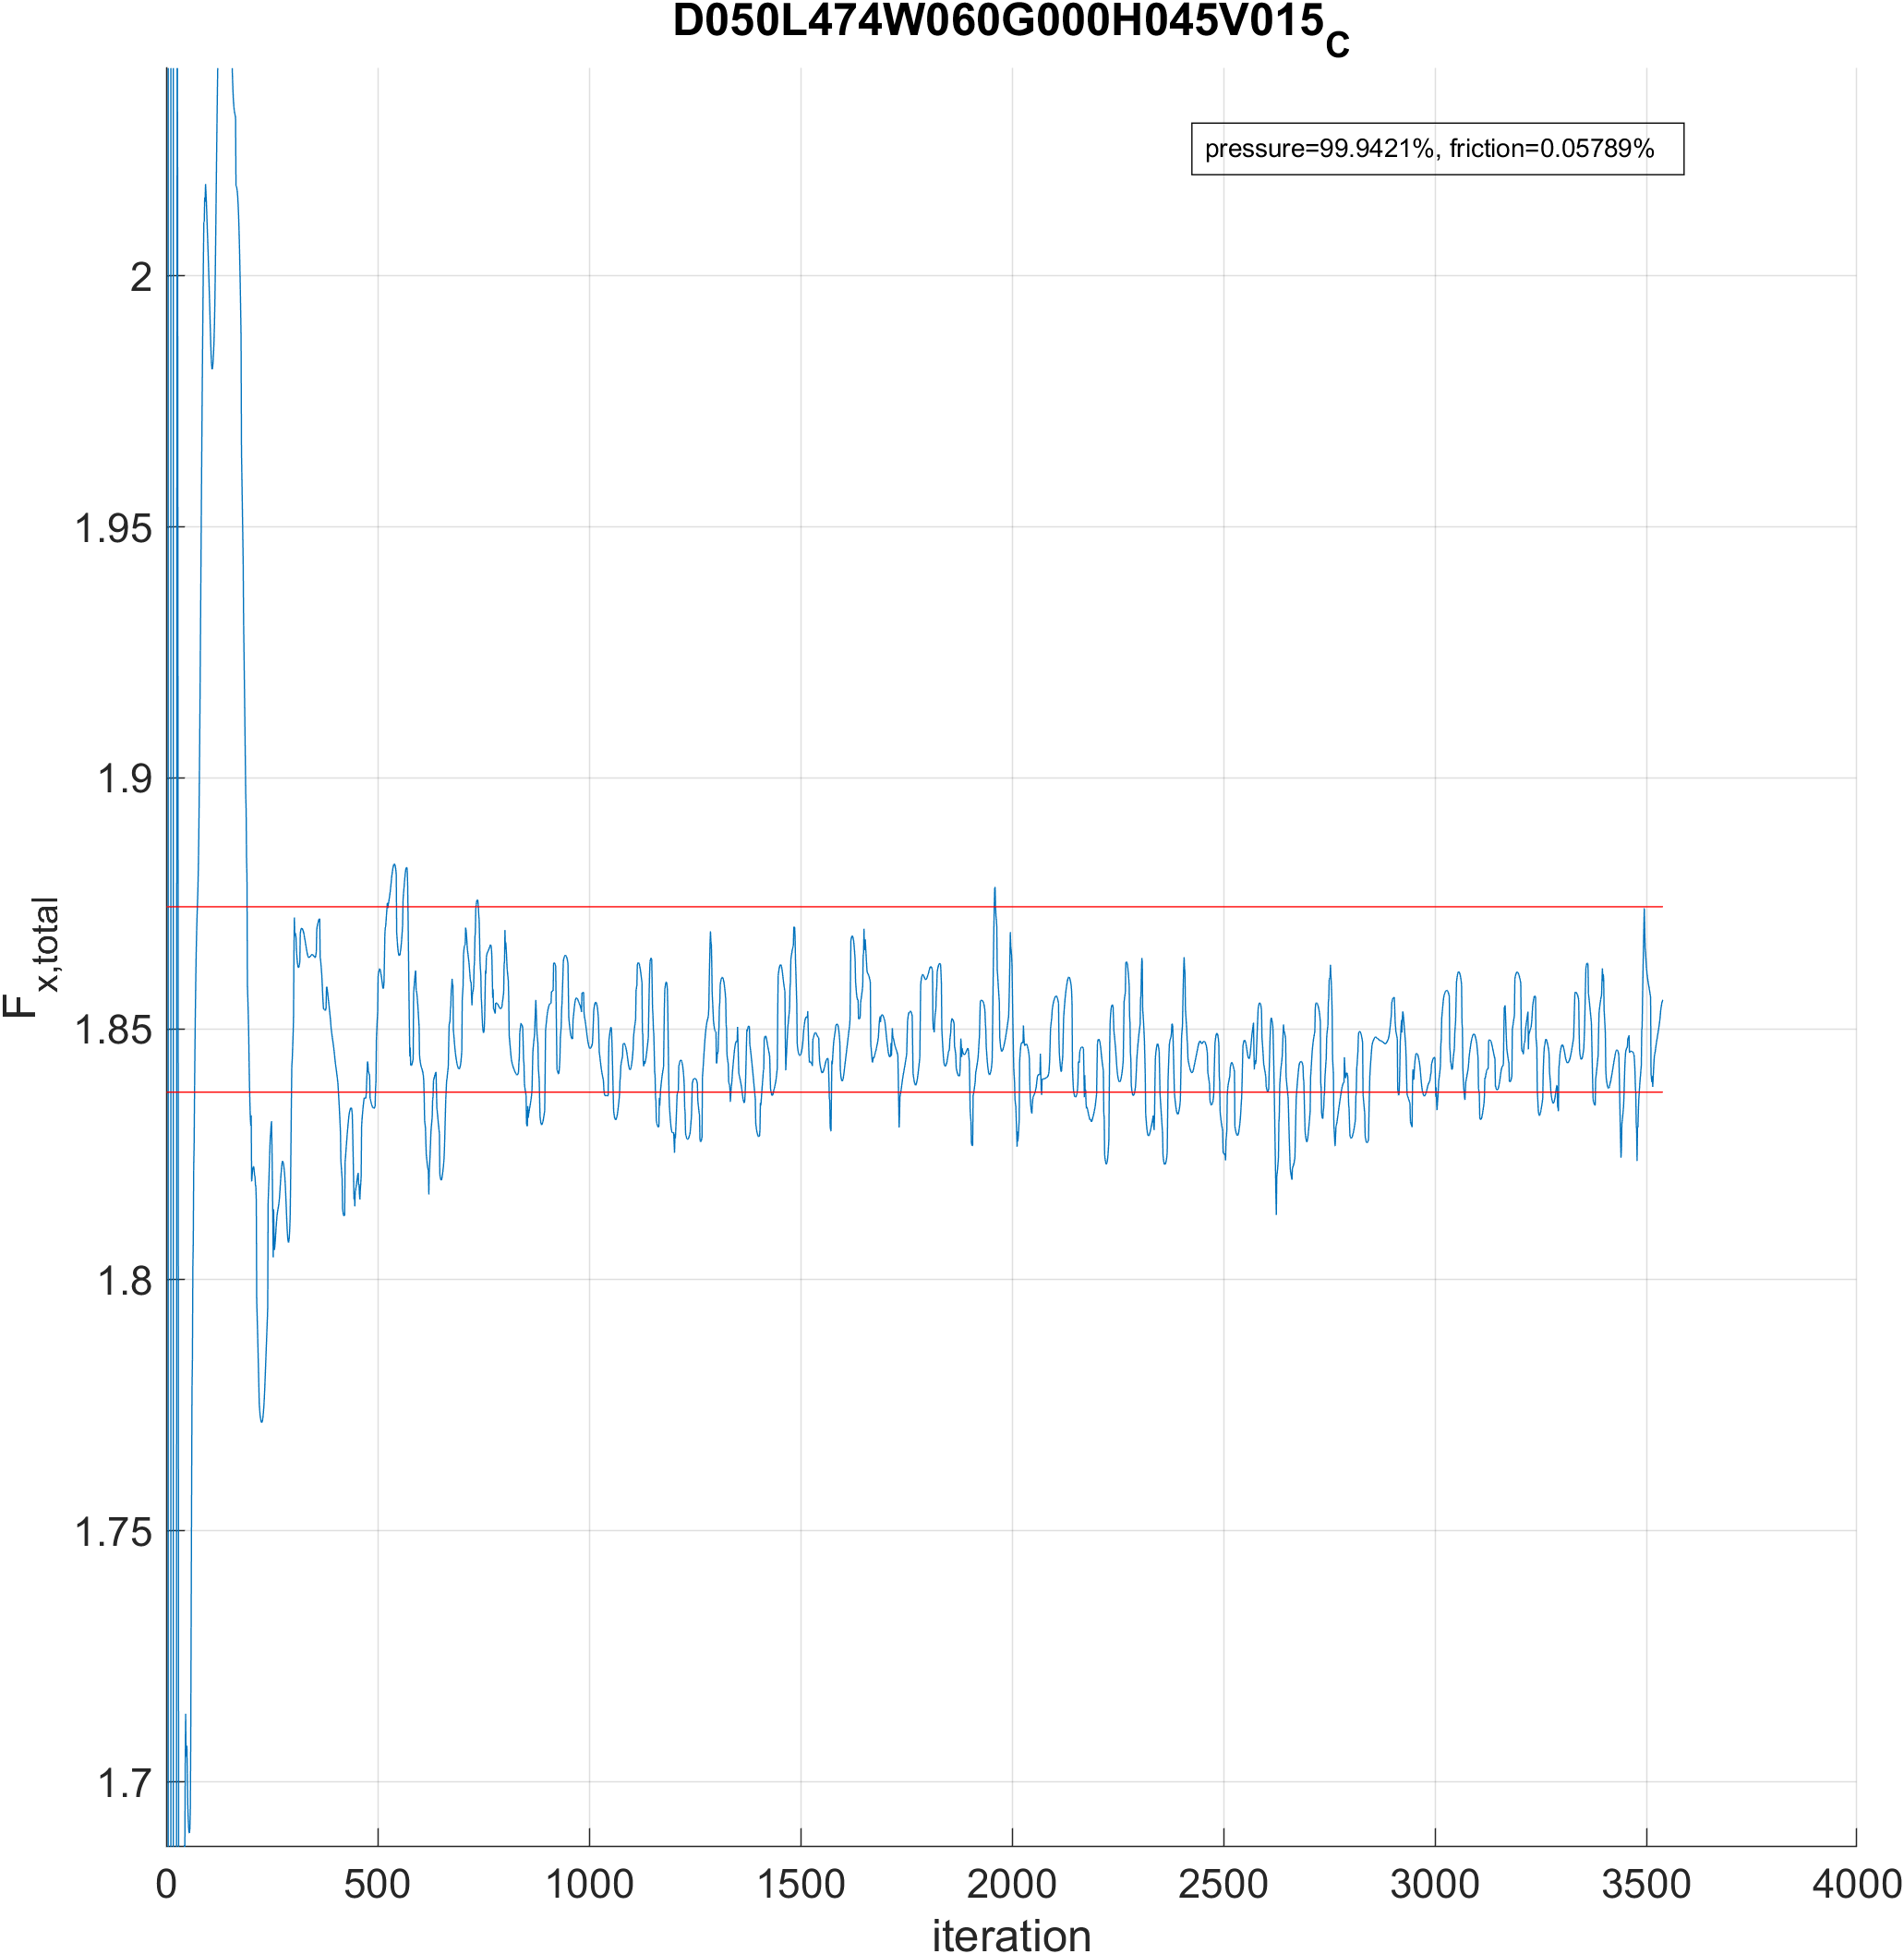 D050L474W060G000H045V015C
pressure=99.9421%, friction=0.05789%
2
1.95
1.9
1.85
1.8
1.75
1.7
F x,total
0 500 1000 1500 2000 2500 3000 3500 4000
iteration